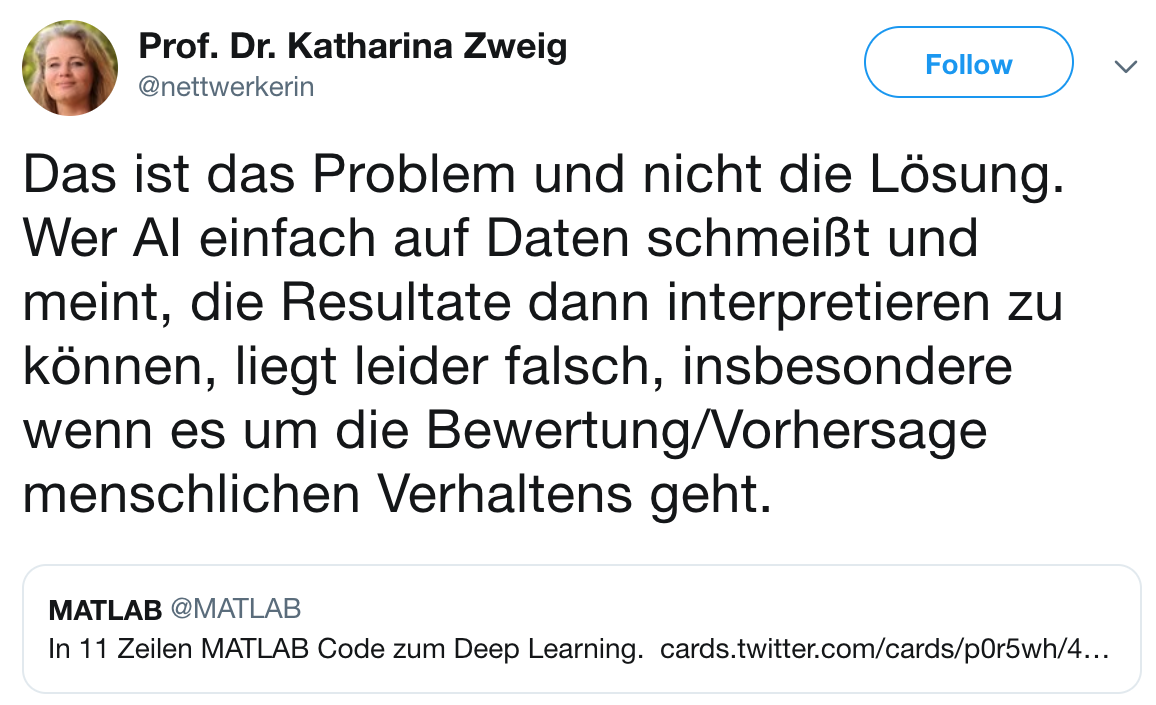 Prof. Dr. Katharina Zweig
@nettwerkerin
Follow
Das ist das Problem und nicht die Lösung.
Wer AI einfach auf Daten schmeißt und
meint, die Resultate dann interpretieren zu
können, liegt leider falsch, insbesondere
wenn es um die Bewertung/Vorhersage
menschlichen Verhaltens geht.
MATLAB @MATLAB
In 11 Zeilen MATLAB Code zum Deep Learning. cards.twitter.com/cards/p0r5wh/4…